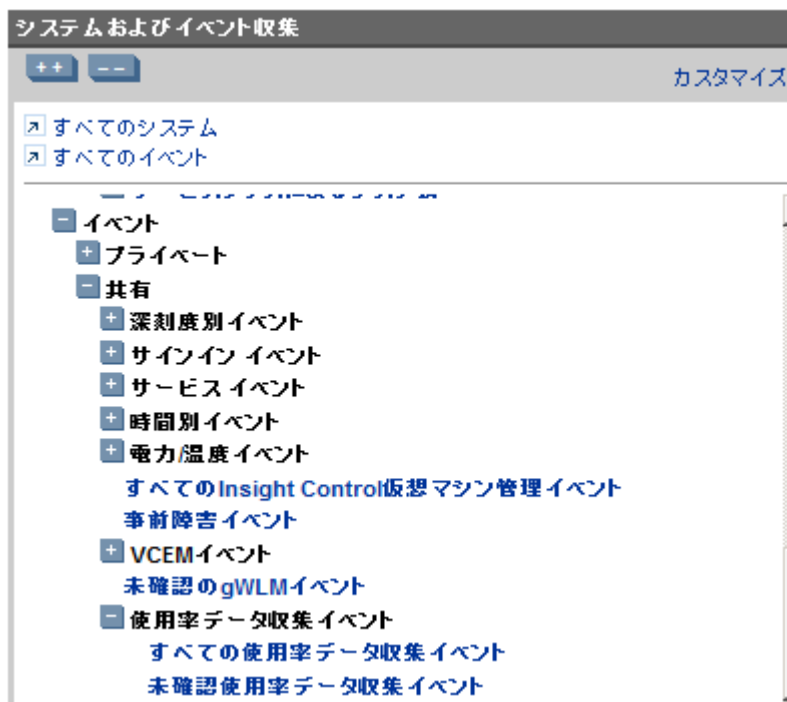 システムおよびイベント収集
++ --
カスタマイズ
すべてのシステム
すべてのイベント
イベント
プライベート
共有
深刻度別イベント
サインイン イベント
サービス イベント
時間別イベント
電力/温度イベント
すべてのInsight Control仮想マシン管理イベント
事前障害イベント
VCEMイベント
未確認のgWLMイベント
使用率データ収集イベント
すべての使用率データ収集イベント
未確認使用率データ収集イベント